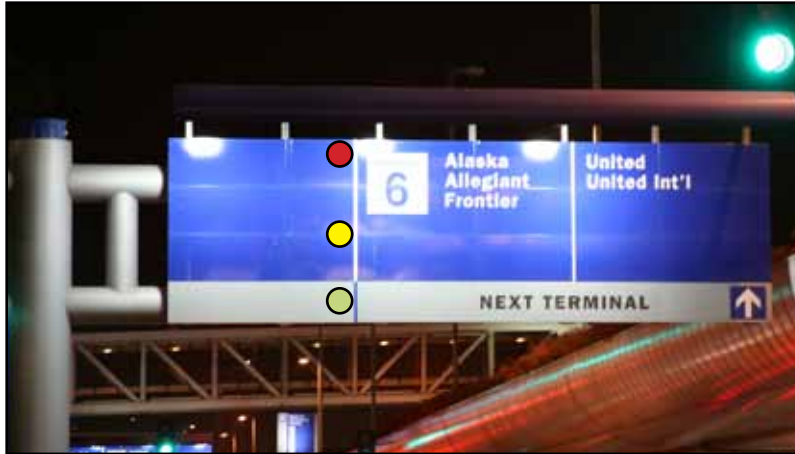 6
Alaska
Allegiant
Frontier
United
United Int'l
NEXT TERMINAL